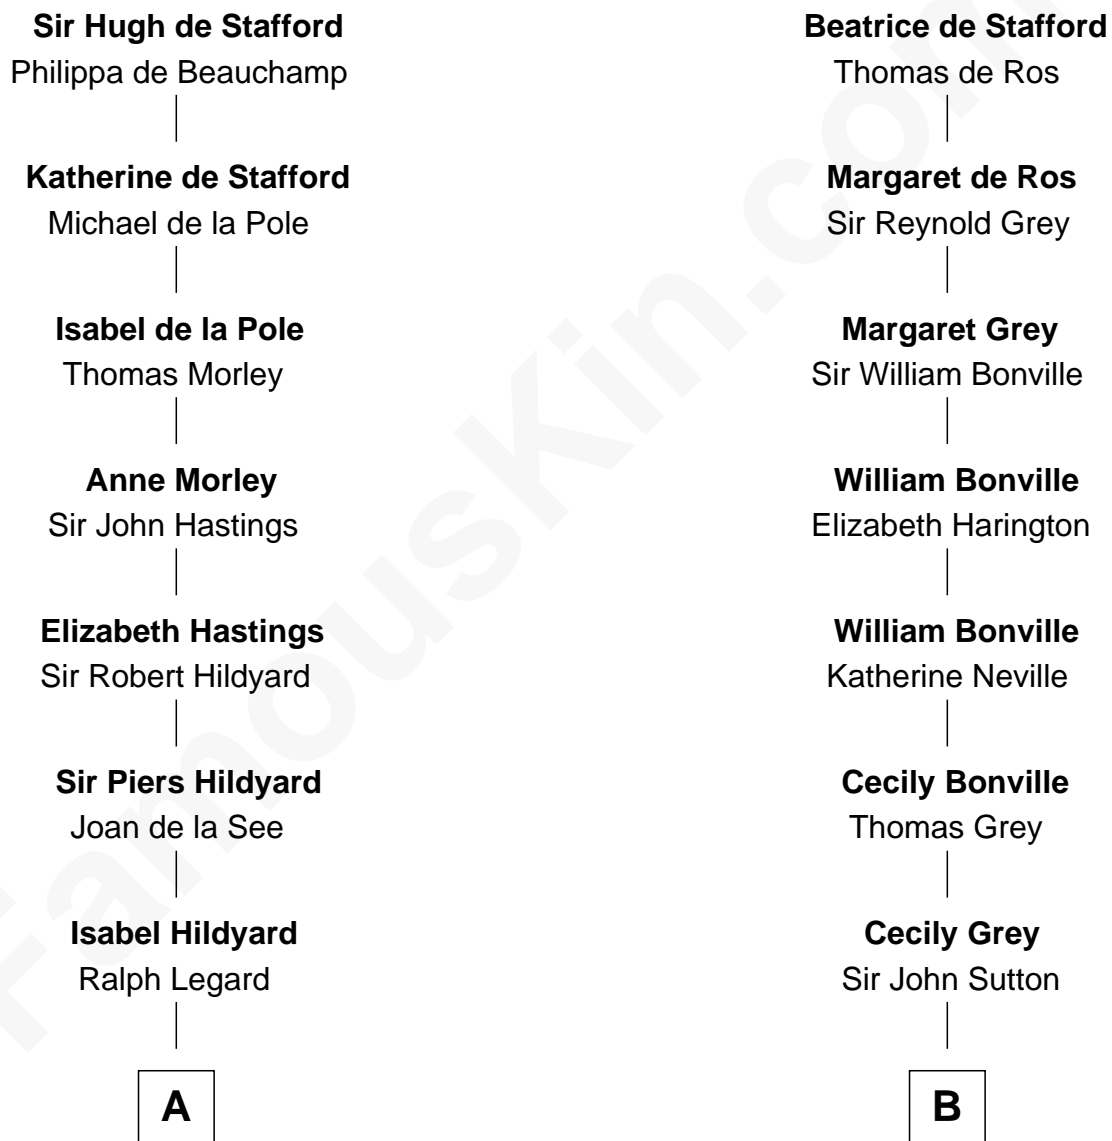 Sir Hugh de Stafford
Philippa de Beauchamp
Katherine de Stafford
Michael de la Pole
Isabel de la Pole
Thomas Morley
Anne Morley
Sir John Hastings
Elizabeth Hastings
Sir Robert Hildyard
Sir Piers Hildyard
Joan de la See
Isabel Hildyard
Ralph Legard
A
Beatrice de Stafford
Thomas de Ros
Margaret de Ros
Sir Reynold Grey
Margaret Grey
Sir William Bonville
William Bonville
Elizabeth Harington
William Bonville
Katherine Neville
Cecily Bonville
Thomas Grey
Cecily Grey
Sir John Sutton
B
FamousKin.com